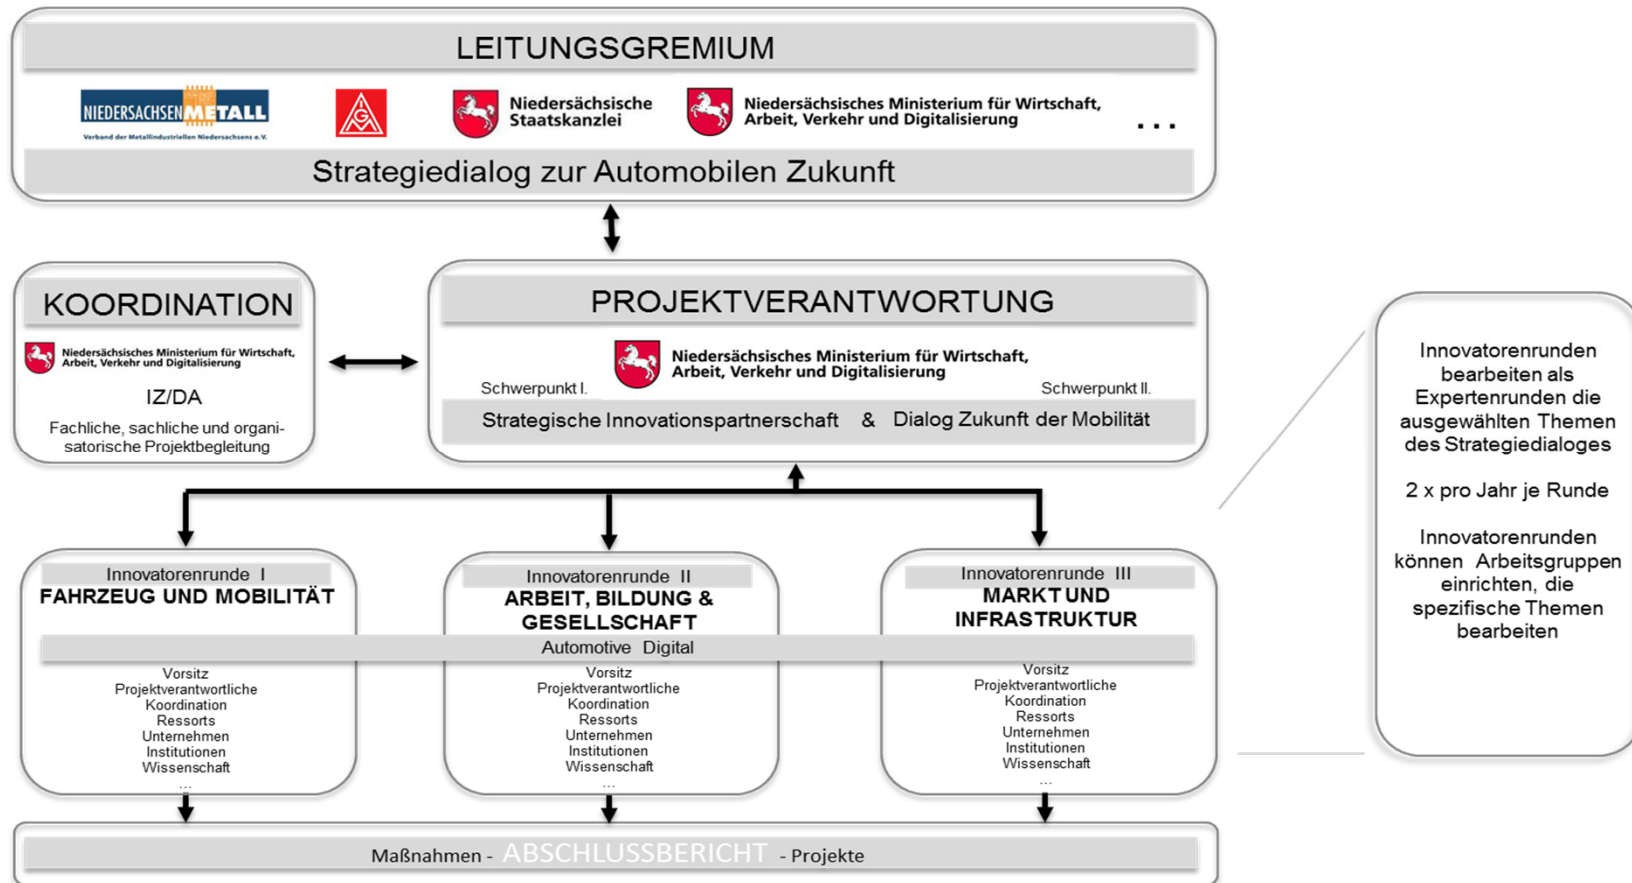 LEITUNGSGREMIUM
NIEDERSACHSENMETALL
Verband der Metallindustriellen Niedersachsens e.V.
IGM
Niedersächsische
Staatskanzlei
Niedersächsisches Ministerium für Wirtschaft,
Arbeit, Verkehr und Digitalisierung
...
Strategiedialog zur Automobilen Zukunft
KOORDINATION
Niedersächsisches Ministerium für Wirtschaft,
Arbeit, Verkehr und Digitalisierung
IZ/DA
Fachliche, sachliche und organi-
satorische Projektbegleitung
PROJEKTVERANTWORTUNG
Niedersächsisches Ministerium für Wirtschaft,
Arbeit, Verkehr und Digitalisierung
Schwerpunkt I.
Schwerpunkt II.
Strategische Innovationspartnerschaft & Dialog Zukunft der Mobilität
Innovatorenrunden
bearbeiten als
Expertenrunden die
ausgewählten Themen
des Strategiedialoges
2 x pro Jahr je Runde
Innovatorenrunden
können Arbeitsgruppen
einrichten, die
spezifische Themen
bearbeiten
Innovatorenrunde I
FAHRZEUG UND MOBILITÄT
Innovatorenrunde II
ARBEIT, BILDUNG &
GESELLSCHAFT
Innovatorenrunde III
MARKT UND
INFRASTRUKTUR
Automotive Digital
Vorsitz
Projektverantwortliche
Koordination
Ressorts
Unternehmen
Institutionen
Wissenschaft
...
Vorsitz
Projektverantwortliche
Koordination
Ressorts
Unternehmen
Institutionen
Wissenschaft
...
Vorsitz
Projektverantwortliche
Koordination
Ressorts
Unternehmen
Institutionen
Wissenschaft
...
Maßnahmen - ABSCHLUSSBERICHT - Projekte